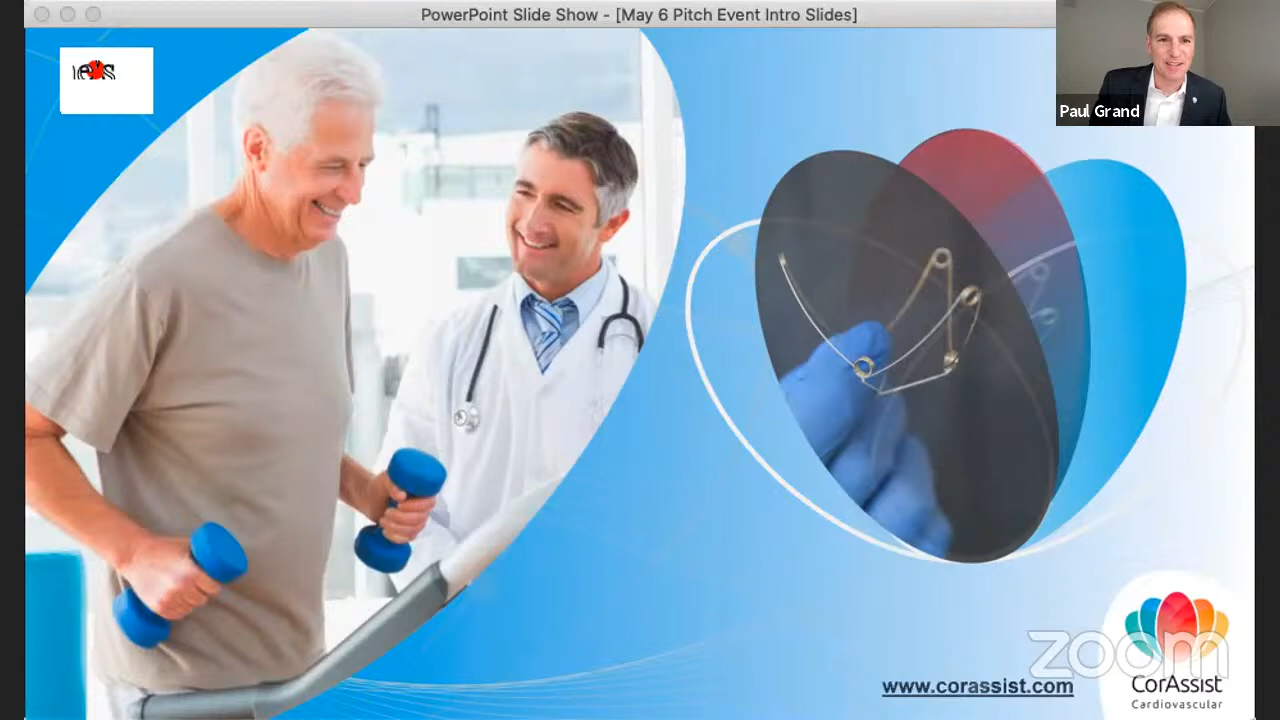 PowerPoint Slide Show - [May 6 Pitch Event Intro Slides]
Paul Grand
www.corassist.com
zoom
CorAssist
Cardiovascular